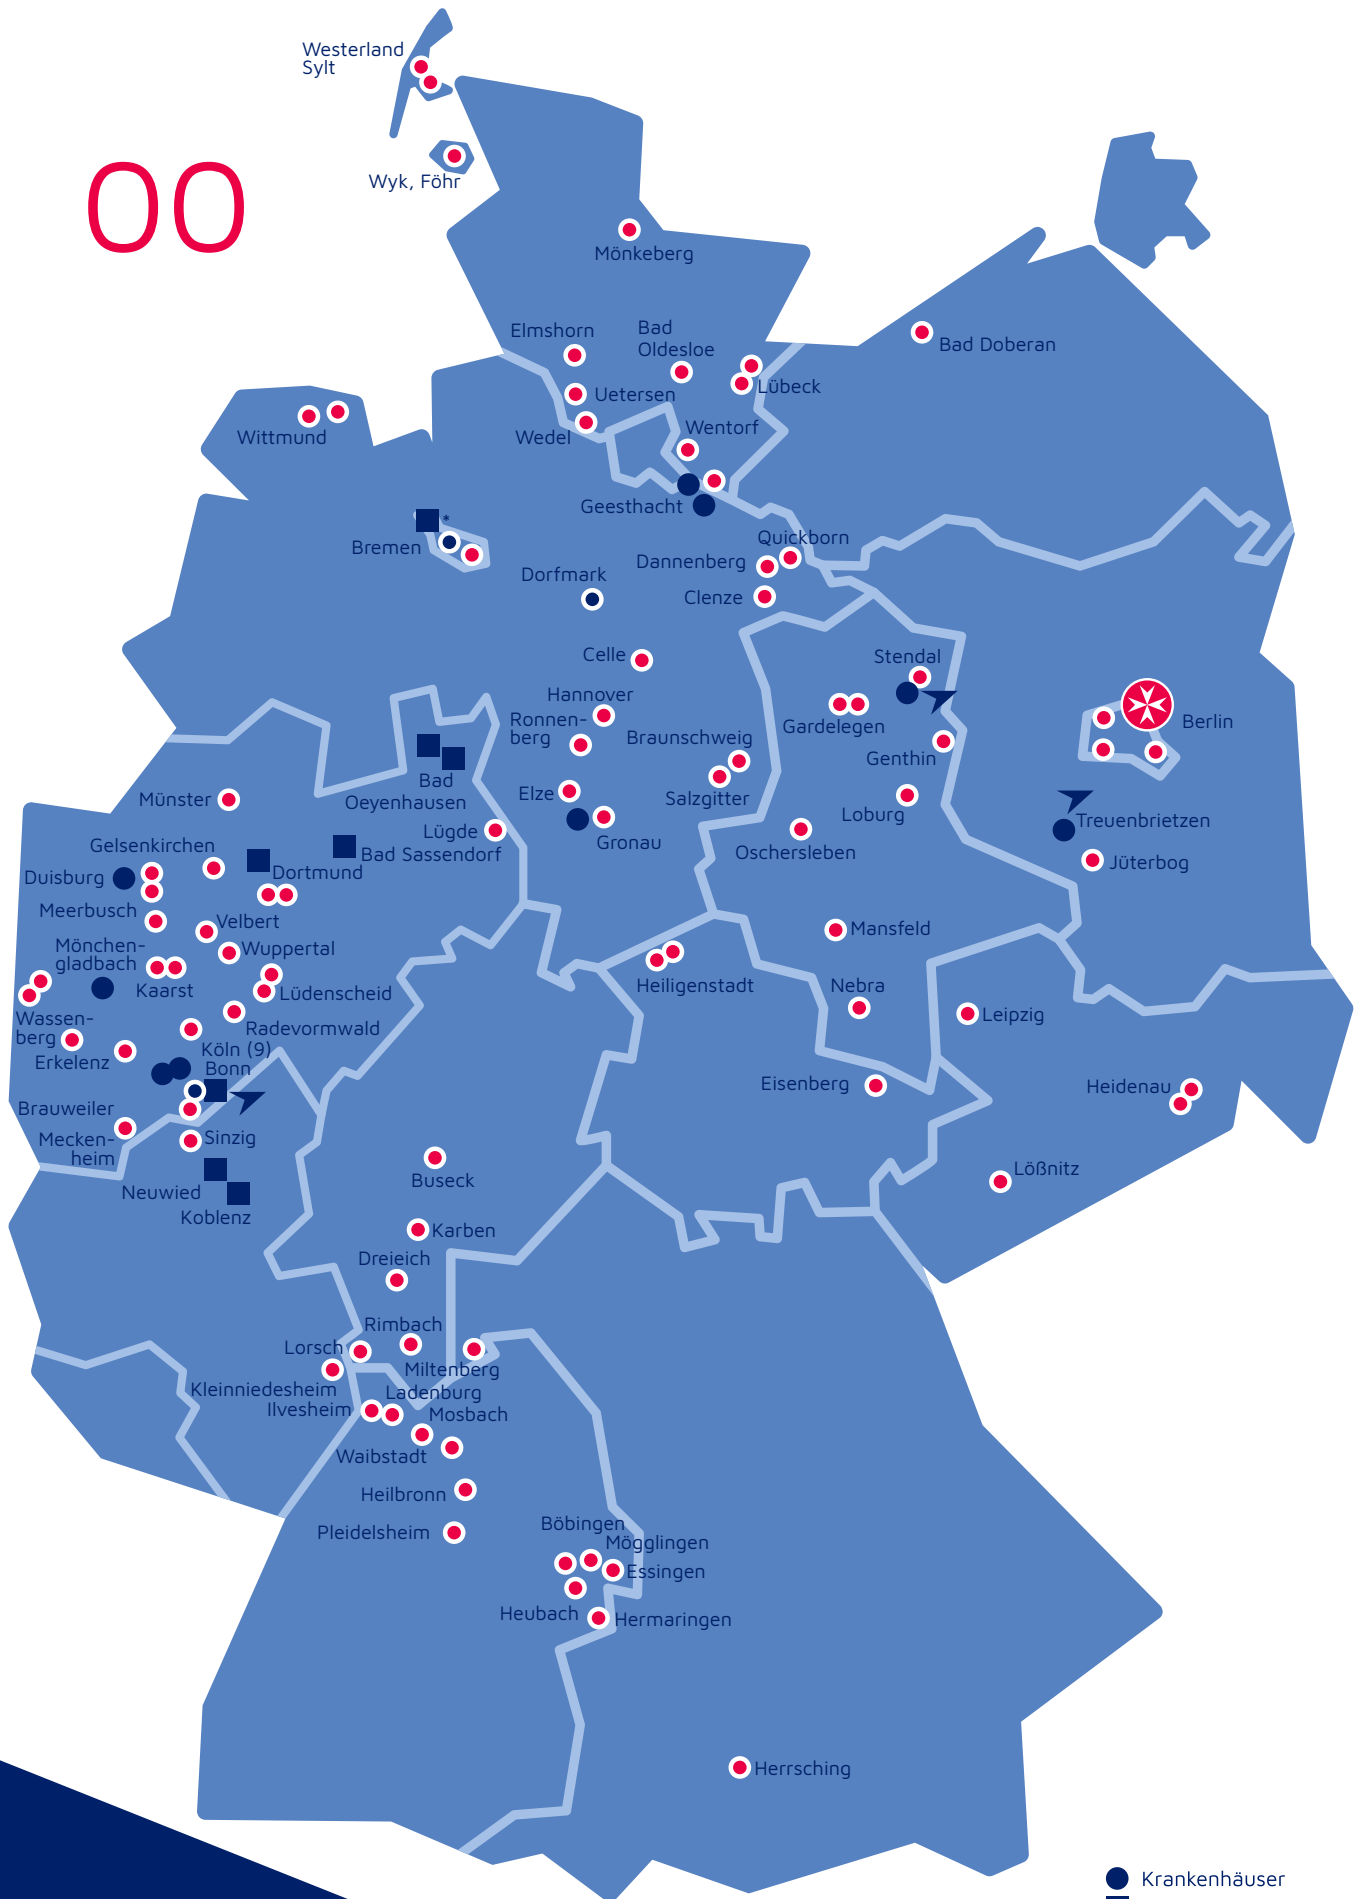 Westerland
Sylt
00
Wyk, Föhr
Mönkeberg
Elmshorn
Bad
Oldesloe
Bad Doberan
Uetersen
Lübeck
Wittmund
Wedel
Wentorf
Geesthacht
*
Bremen
Quickborn
Dannenberg
Dorfmark
Clenze
Celle
Stendal
Hannover
Ronnen-
berg
Braunschweig
Gardelegen
Berlin
Genthin
Bad
Oeyenhausen
Münster
Elze
Salzgitter
Loburg
Treuenbrietzen
Lügde
Gelsenkirchen
Gronau
Bad Sassendorf
Oschersleben
Jüterbog
Duisburg
Dortmund
Meerbusch
Velbert
Mansfeld
Mönchen-
gladbach
Wuppertal
Kaarst
Lüdenscheid
Heiligenstadt
Nebra
Wassen-
berg
Radevormwald
Leipzig
Erkelenz
Köln (9)
Bonn
Eisenberg
Heidenau
Brauweiler
Mecken-
heim
Sinzig
Buseck
Lößnitz
Neuwied
Koblenz
Karben
Dreieich
Rimbach
Lorsch
Miltenberg
Kleinniedesheim
Ladenburg
Ilvesheim
Mosbach
Waibstadt
Heilbronn
Pleidelsheim
Böbingen
Mögglingen
Essingen
Heubach
Hermaringen
Herrsching
Krankenhäuser